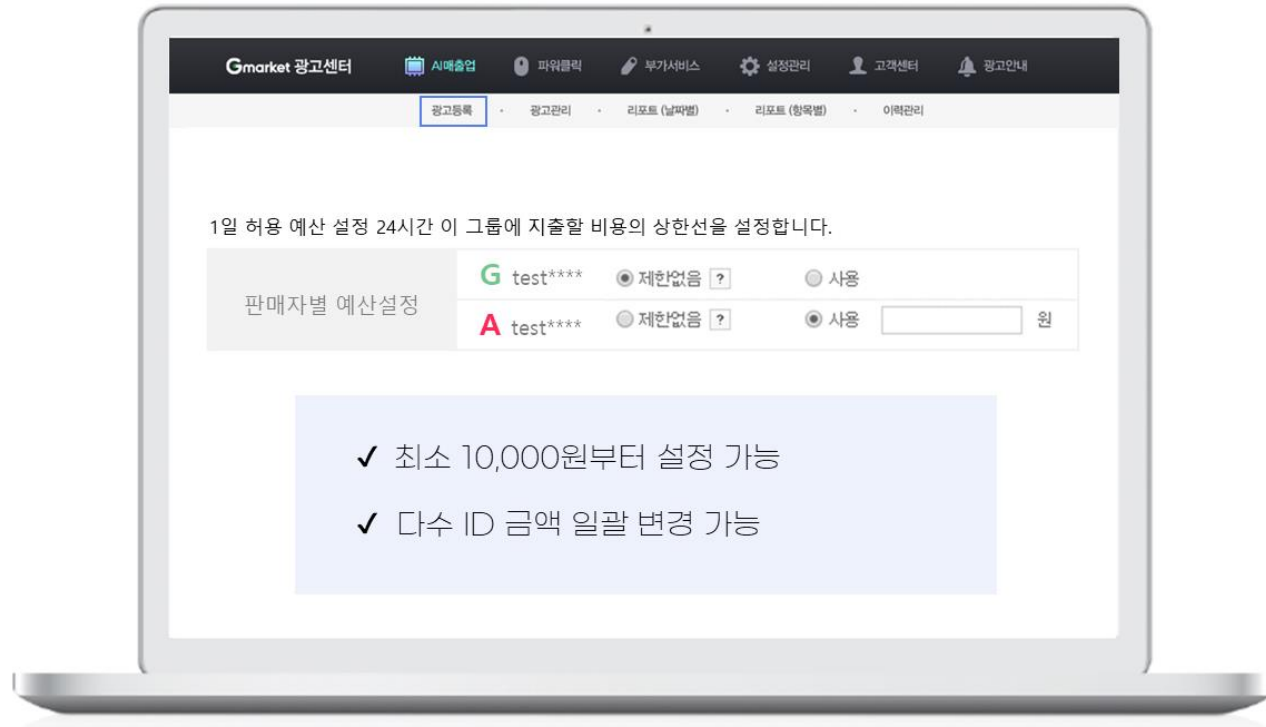 Gmarket 광고센터 AI매출업 파워클릭 부가서비스 설정관리 고객센터 광고안내
광고등록 · 광고관리 · 리포트 (날짜별) · 리포트 (항목별) · 이력관리
1일 허용 예산 설정 24시간 이 그룹에 지출할 비용의 상한선을 설정합니다.
판매자별 예산설정
G test**** 제한없음 ? 사용
A test**** 제한없음 ? 사용 원
✓ 최소 10,000원부터 설정 가능
✓ 다수 ID 금액 일괄 변경 가능